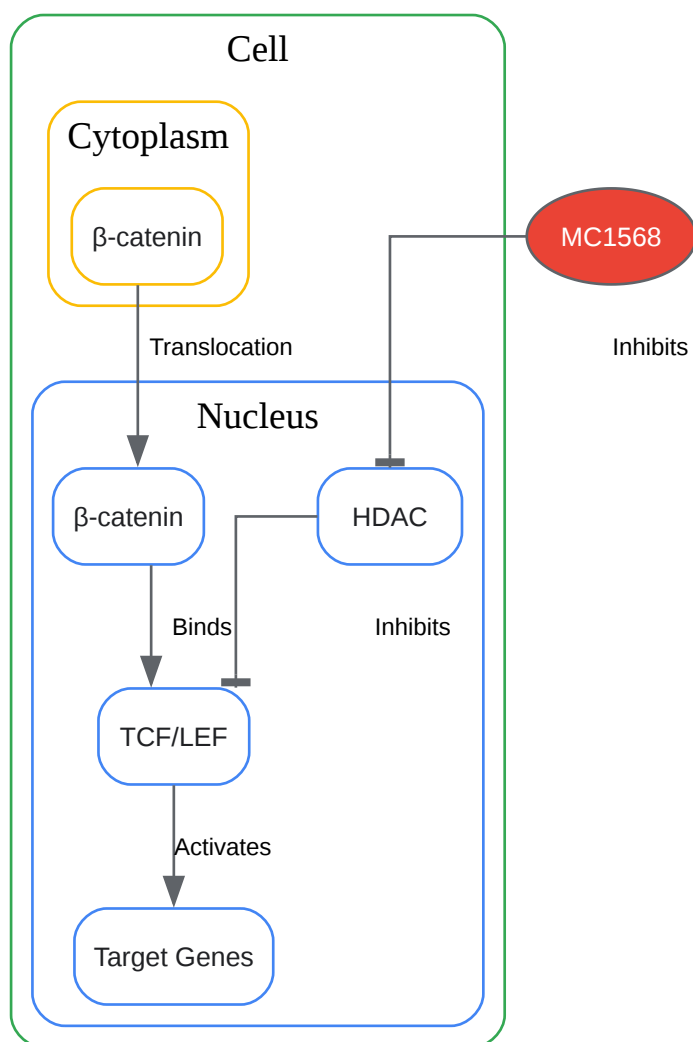 Cell
Cytoplasm
β-catenin
MC1568
Translocation
Inhibits
Nucleus
β-catenin
HDAC
Binds
Inhibits
TCF/LEF
Activates
Target Genes